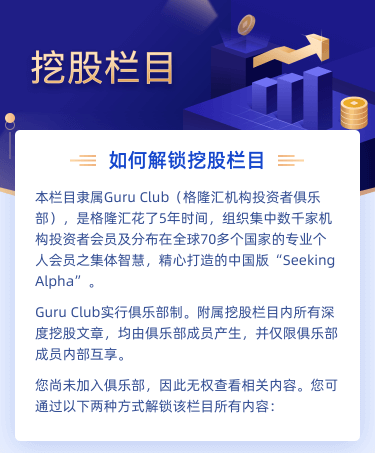 挖股栏目
如何解锁挖股栏目
本栏目隶属Guru Club（格隆汇机构投资者俱乐
部），是格隆汇花了5年时间，组织集中数千家机
构投资者会员及分布在全球70多个国家的专业个
人会员之集体智慧，精心打造的中国版“Seeking
Alpha”。
Guru Club实行俱乐部制。附属挖股栏目内所有深
度挖股文章，均由俱乐部成员产生，并仅限俱乐部
成员内部互享。
您尚未加入俱乐部，因此无权查看相关内容。您可
通过以下两种方式解锁该栏目所有内容：